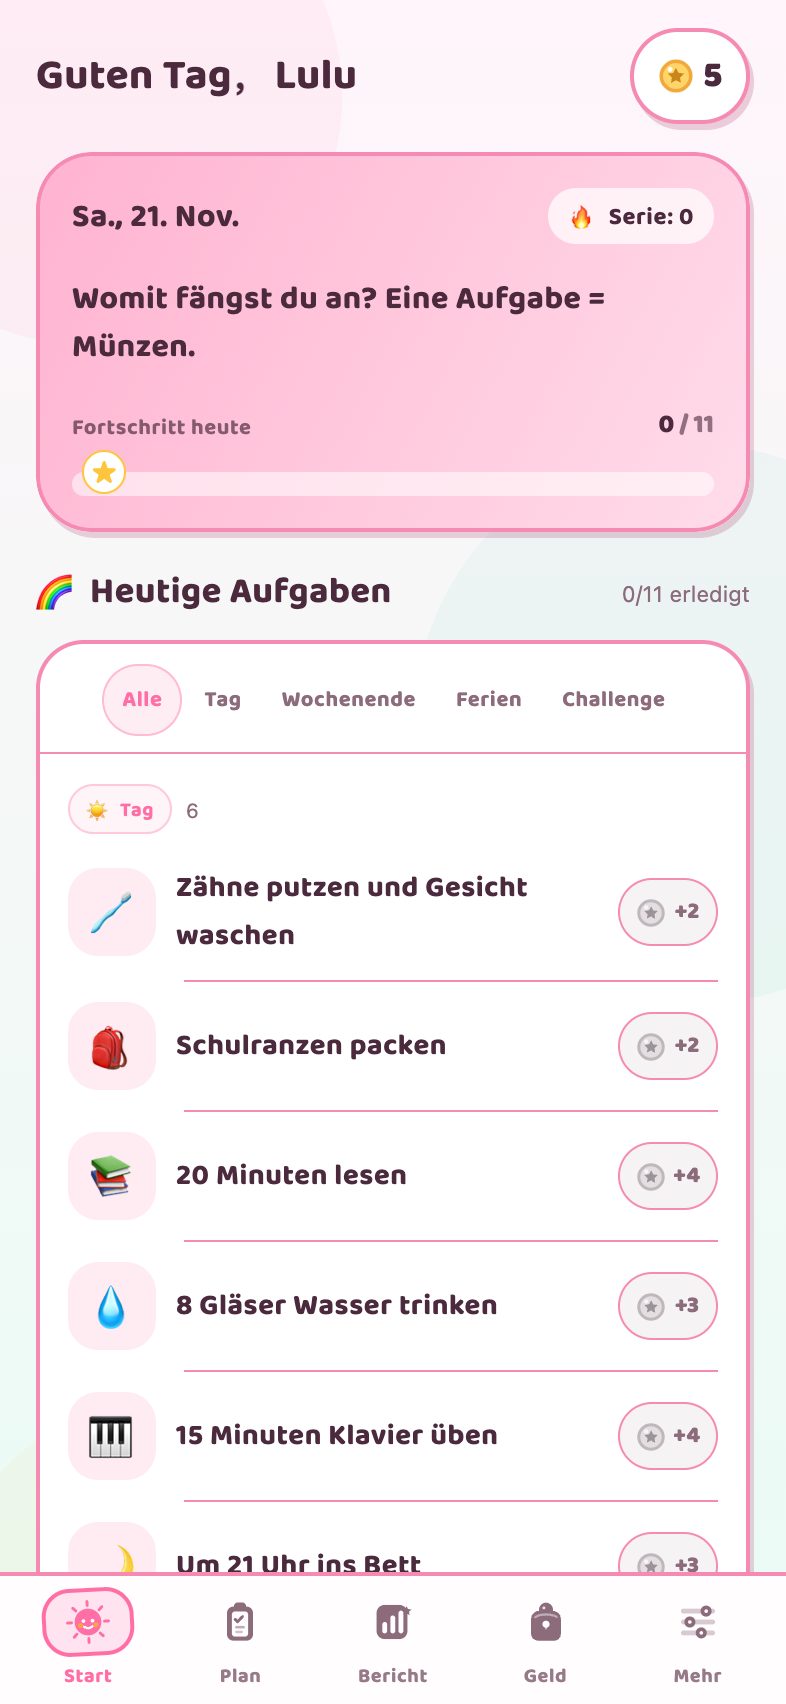 Guten Tag， Lulu
5
Sa., 21. Nov.
Serie: 0
Womit fängst du an? Eine Aufgabe =
Münzen.
Fortschritt heute
0 / 11
Heutige Aufgaben
0/11 erledigt
Alle
Tag
Wochenende
Ferien
Challenge
Tag
6
Zähne putzen und Gesicht
waschen
+2
Schulranzen packen
+2
20 Minuten lesen
+4
8 Gläser Wasser trinken
+3
15 Minuten Klavier üben
+4
Um 21 Uhr ins Bett
+3
Start
Plan
Bericht
Geld
Mehr